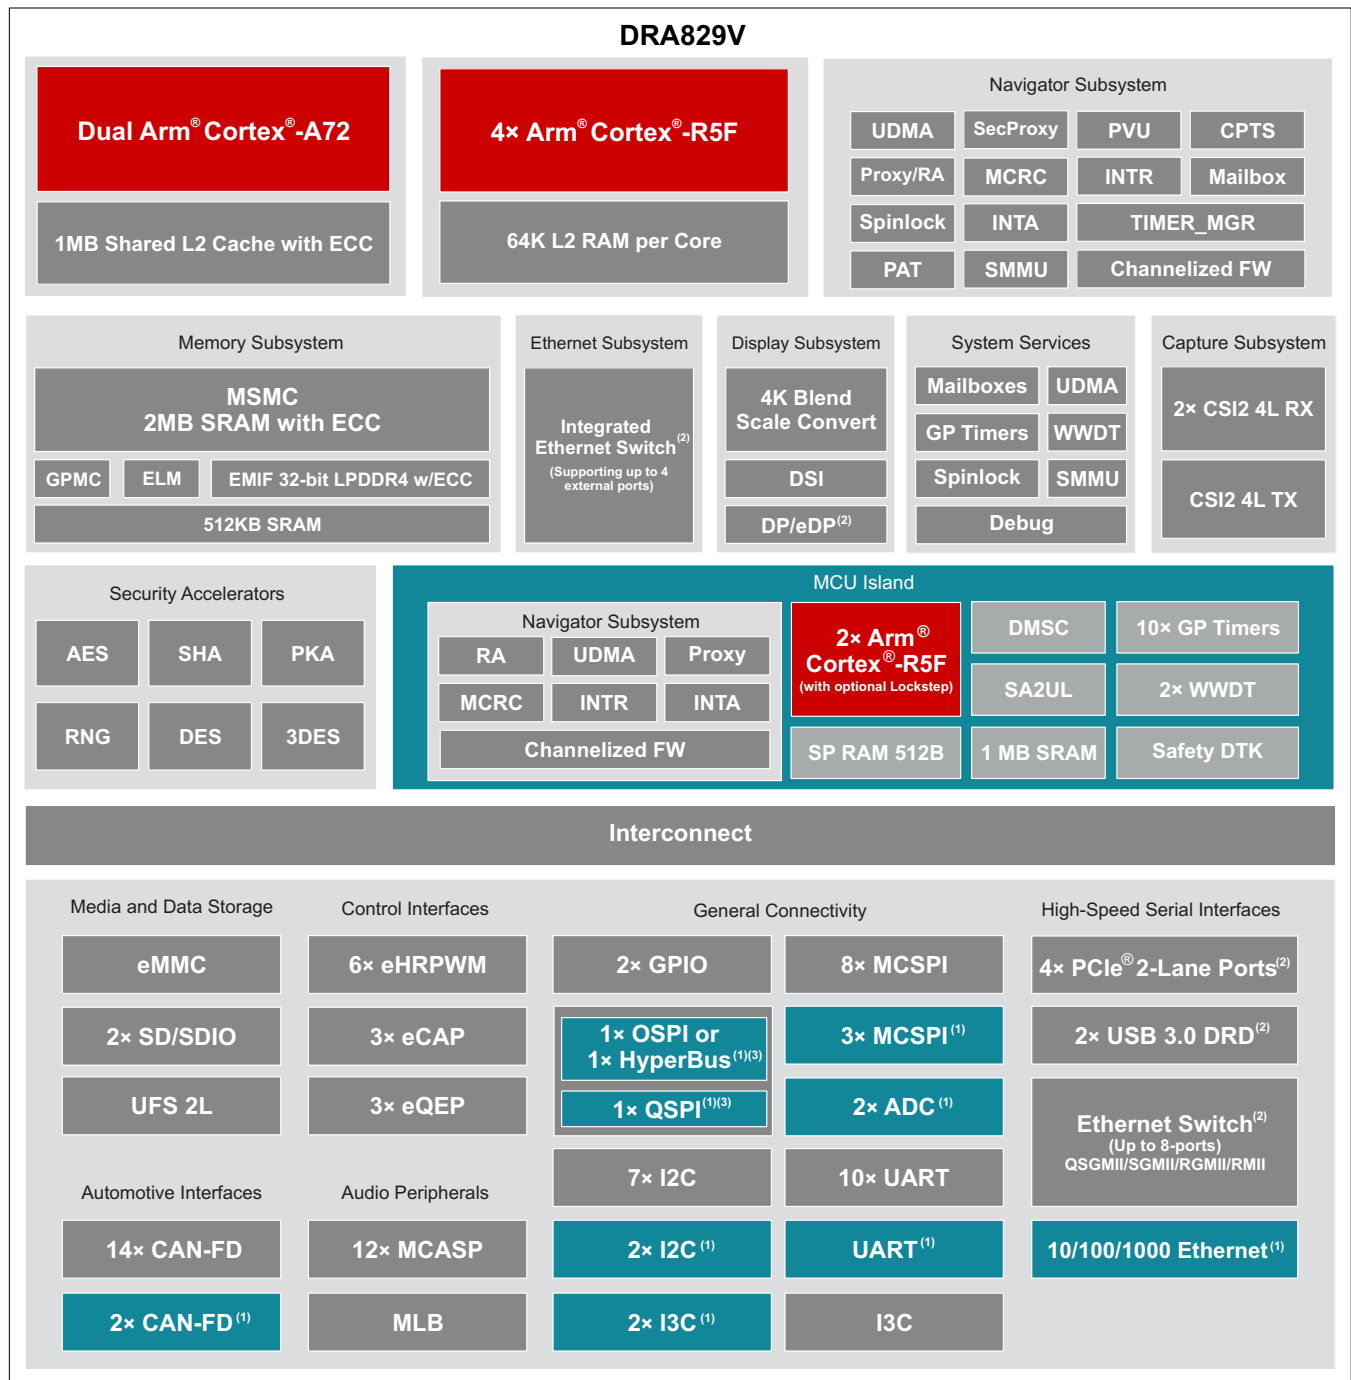 DRA829V
Dual Arm® Cortex®-A72
1MB Shared L2 Cache with ECC
4× Arm® Cortex®-R5F
64K L2 RAM per Core
Navigator Subsystem
UDMA
SecProxy
PVU
CPTS
Proxy/RA
MCRC
INTR
Mailbox
Spinlock
INTA
TIMER_MGR
PAT
SMMU
Channelized FW
Memory Subsystem
MSMC
2MB SRAM with ECC
GPMC
ELM
EMIF 32-bit LPDDR4 w/ECC
512KB SRAM
Ethernet Subsystem
Integrated
Ethernet Switch(2)
(Supporting up to 4
external ports)
Display Subsystem
4K Blend
Scale Convert
DSI
DP/eDP(2)
System Services
Mailboxes
UDMA
GP Timers
WWDT
Spinlock
SMMU
Debug
Capture Subsystem
2× CSI2 4L RX
CSI2 4L TX
Security Accelerators
AES
SHA
PKA
RNG
DES
3DES
MCU Island
Navigator Subsystem
RA
UDMA
Proxy
MCRC
INTR
INTA
Channelized FW
2× Arm®
Cortex®-R5F
(with optional Lockstep)
SP RAM 512B
DMSC
10× GP Timers
SA2UL
2× WWDT
1 MB SRAM
Safety DTK
Interconnect
Media and Data Storage
eMMC
2× SD/SDIO
UFS 2L
Automotive Interfaces
14× CAN-FD
2× CAN-FD(1)
Control Interfaces
6× eHRPWM
3× eCAP
3× eQEP
Audio Peripherals
12× MCASP
MLB
General Connectivity
2× GPIO
8× MCSPI
1× OSPI or
1× HyperBus(1)(3)
1× QSPI(1)(3)
3× MCSPI(1)
2× ADC(1)
7× I2C
10× UART
2× I2C(1)
UART(1)
2× I3C(1)
I3C
High-Speed Serial Interfaces
4× PCIe® 2-Lane Ports(2)
2× USB 3.0 DRD(2)
Ethernet Switch(2)
(Up to 8-ports)
QSGMII/SGMII/RGMII/RMII
10/100/1000 Ethernet(1)